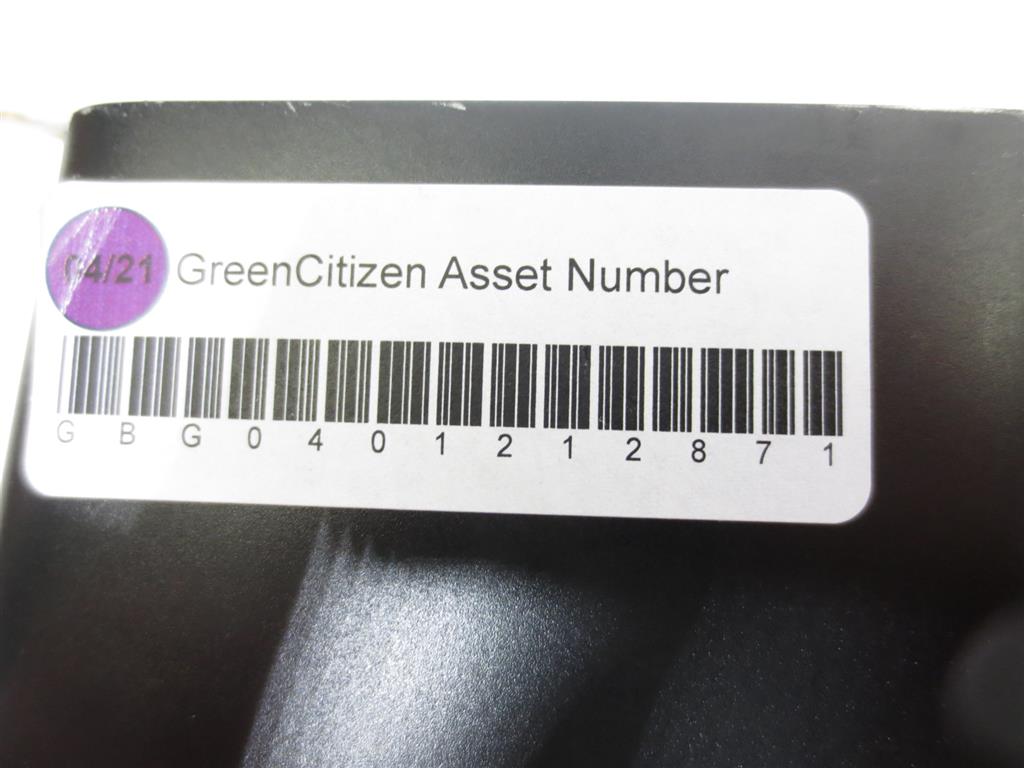 04/21 GreenCitizen Asset Number
G B G 0 4 0 1 2 1 2 8 7 1